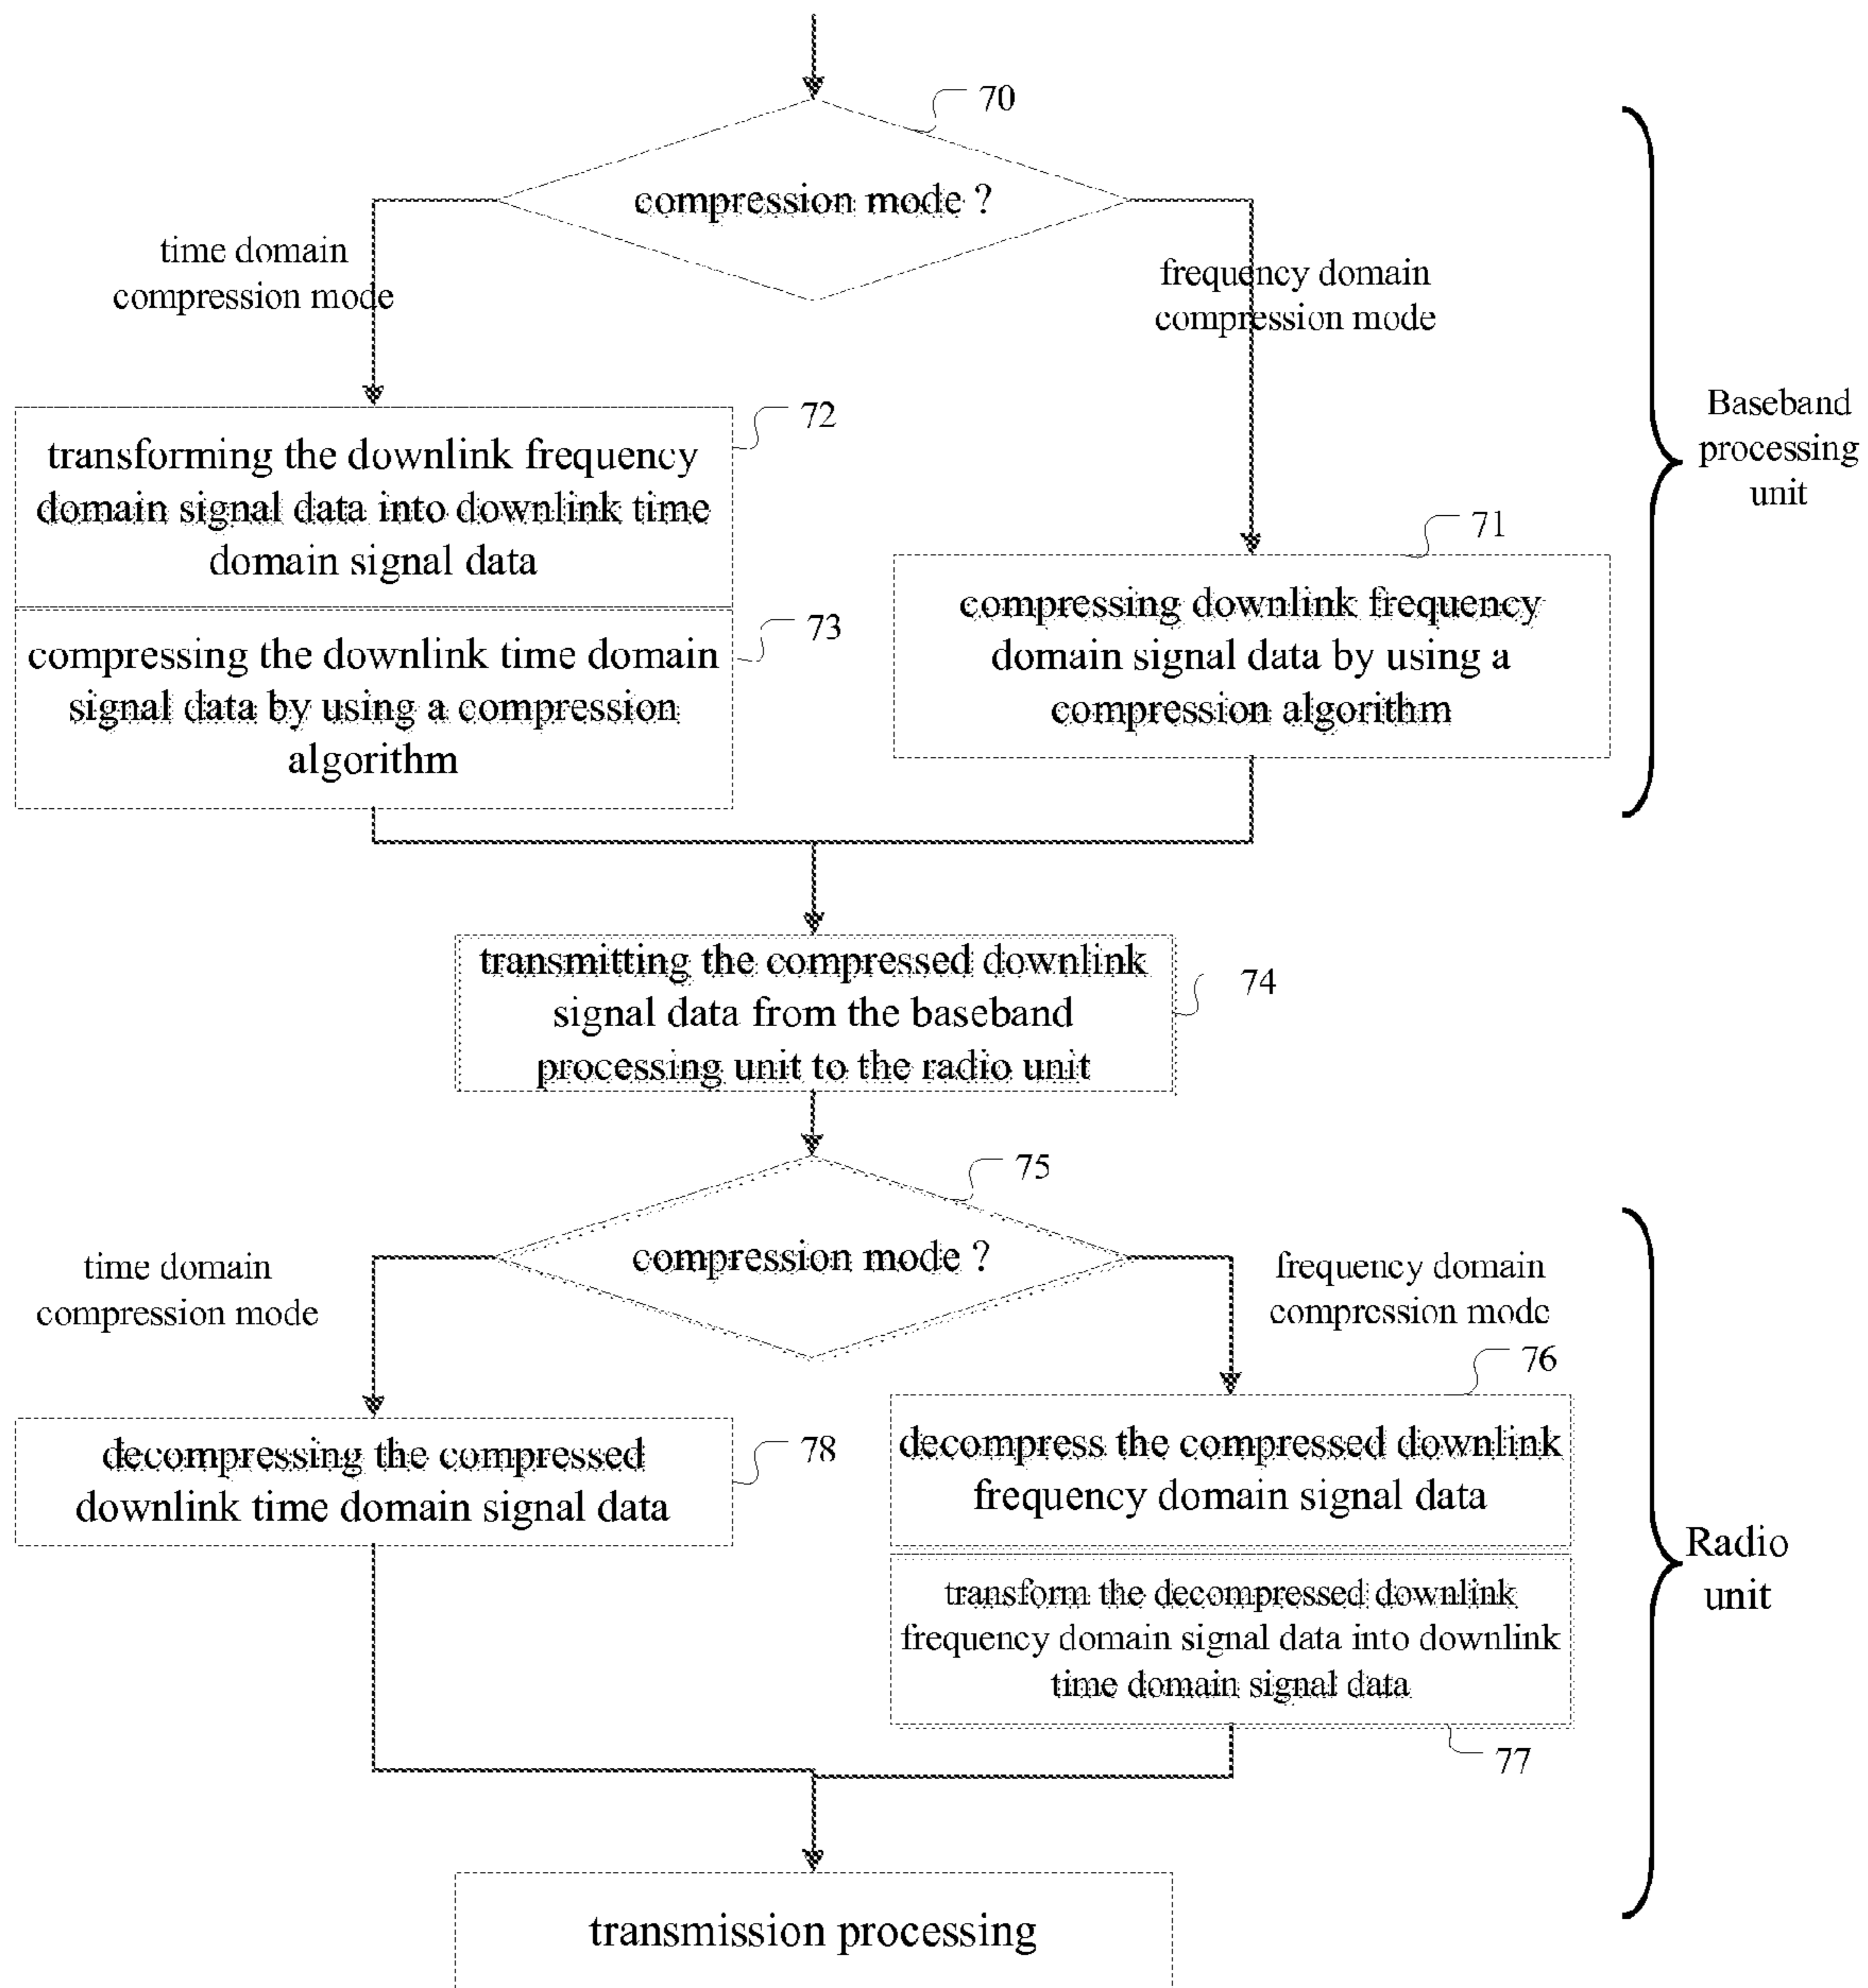 70
compression mode ?
time domain
compression mode
frequency domain
compression mode
Baseband
processing
unit
72
transforming the downlink frequency
domain signal data into downlink time
domain signal data
71
compressing downlink frequency
domain signal data by using a
compression algorithm
73
compressing the downlink time domain
signal data by using a compression
algorithm
transmitting the compressed downlink
signal data from the baseband
processing unit to the radio unit
74
75
compression mode ?
time domain
compression mode
frequency domain
compression mode
76
decompressing the compressed
downlink time domain signal data
78
decompress the compressed downlink
frequency domain signal data
transform the decompressed downlink
frequency domain signal data into downlink
time domain signal data
77
Radio
unit
transmission processing